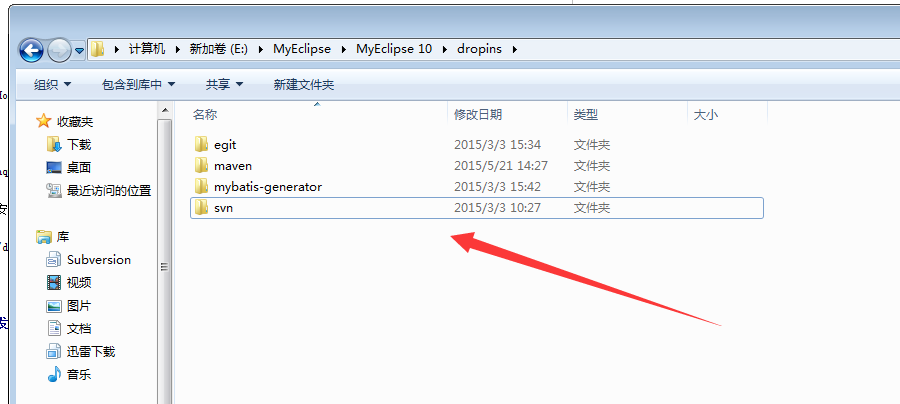 计算机 新加卷 (E:) MyEclipse MyEclipse 10 dropins
组织 包含到库中 共享 新建文件夹
名称 修改日期 类型 大小
egit 2015/3/3 15:34 文件夹
maven 2015/5/21 14:27 文件夹
mybatis-generator 2015/3/3 15:42 文件夹
svn 2015/3/3 10:27 文件夹
收藏夹
下载
桌面
最近访问的位置
库
Subversion
视频
图片
文档
迅雷下载
音乐
安
发